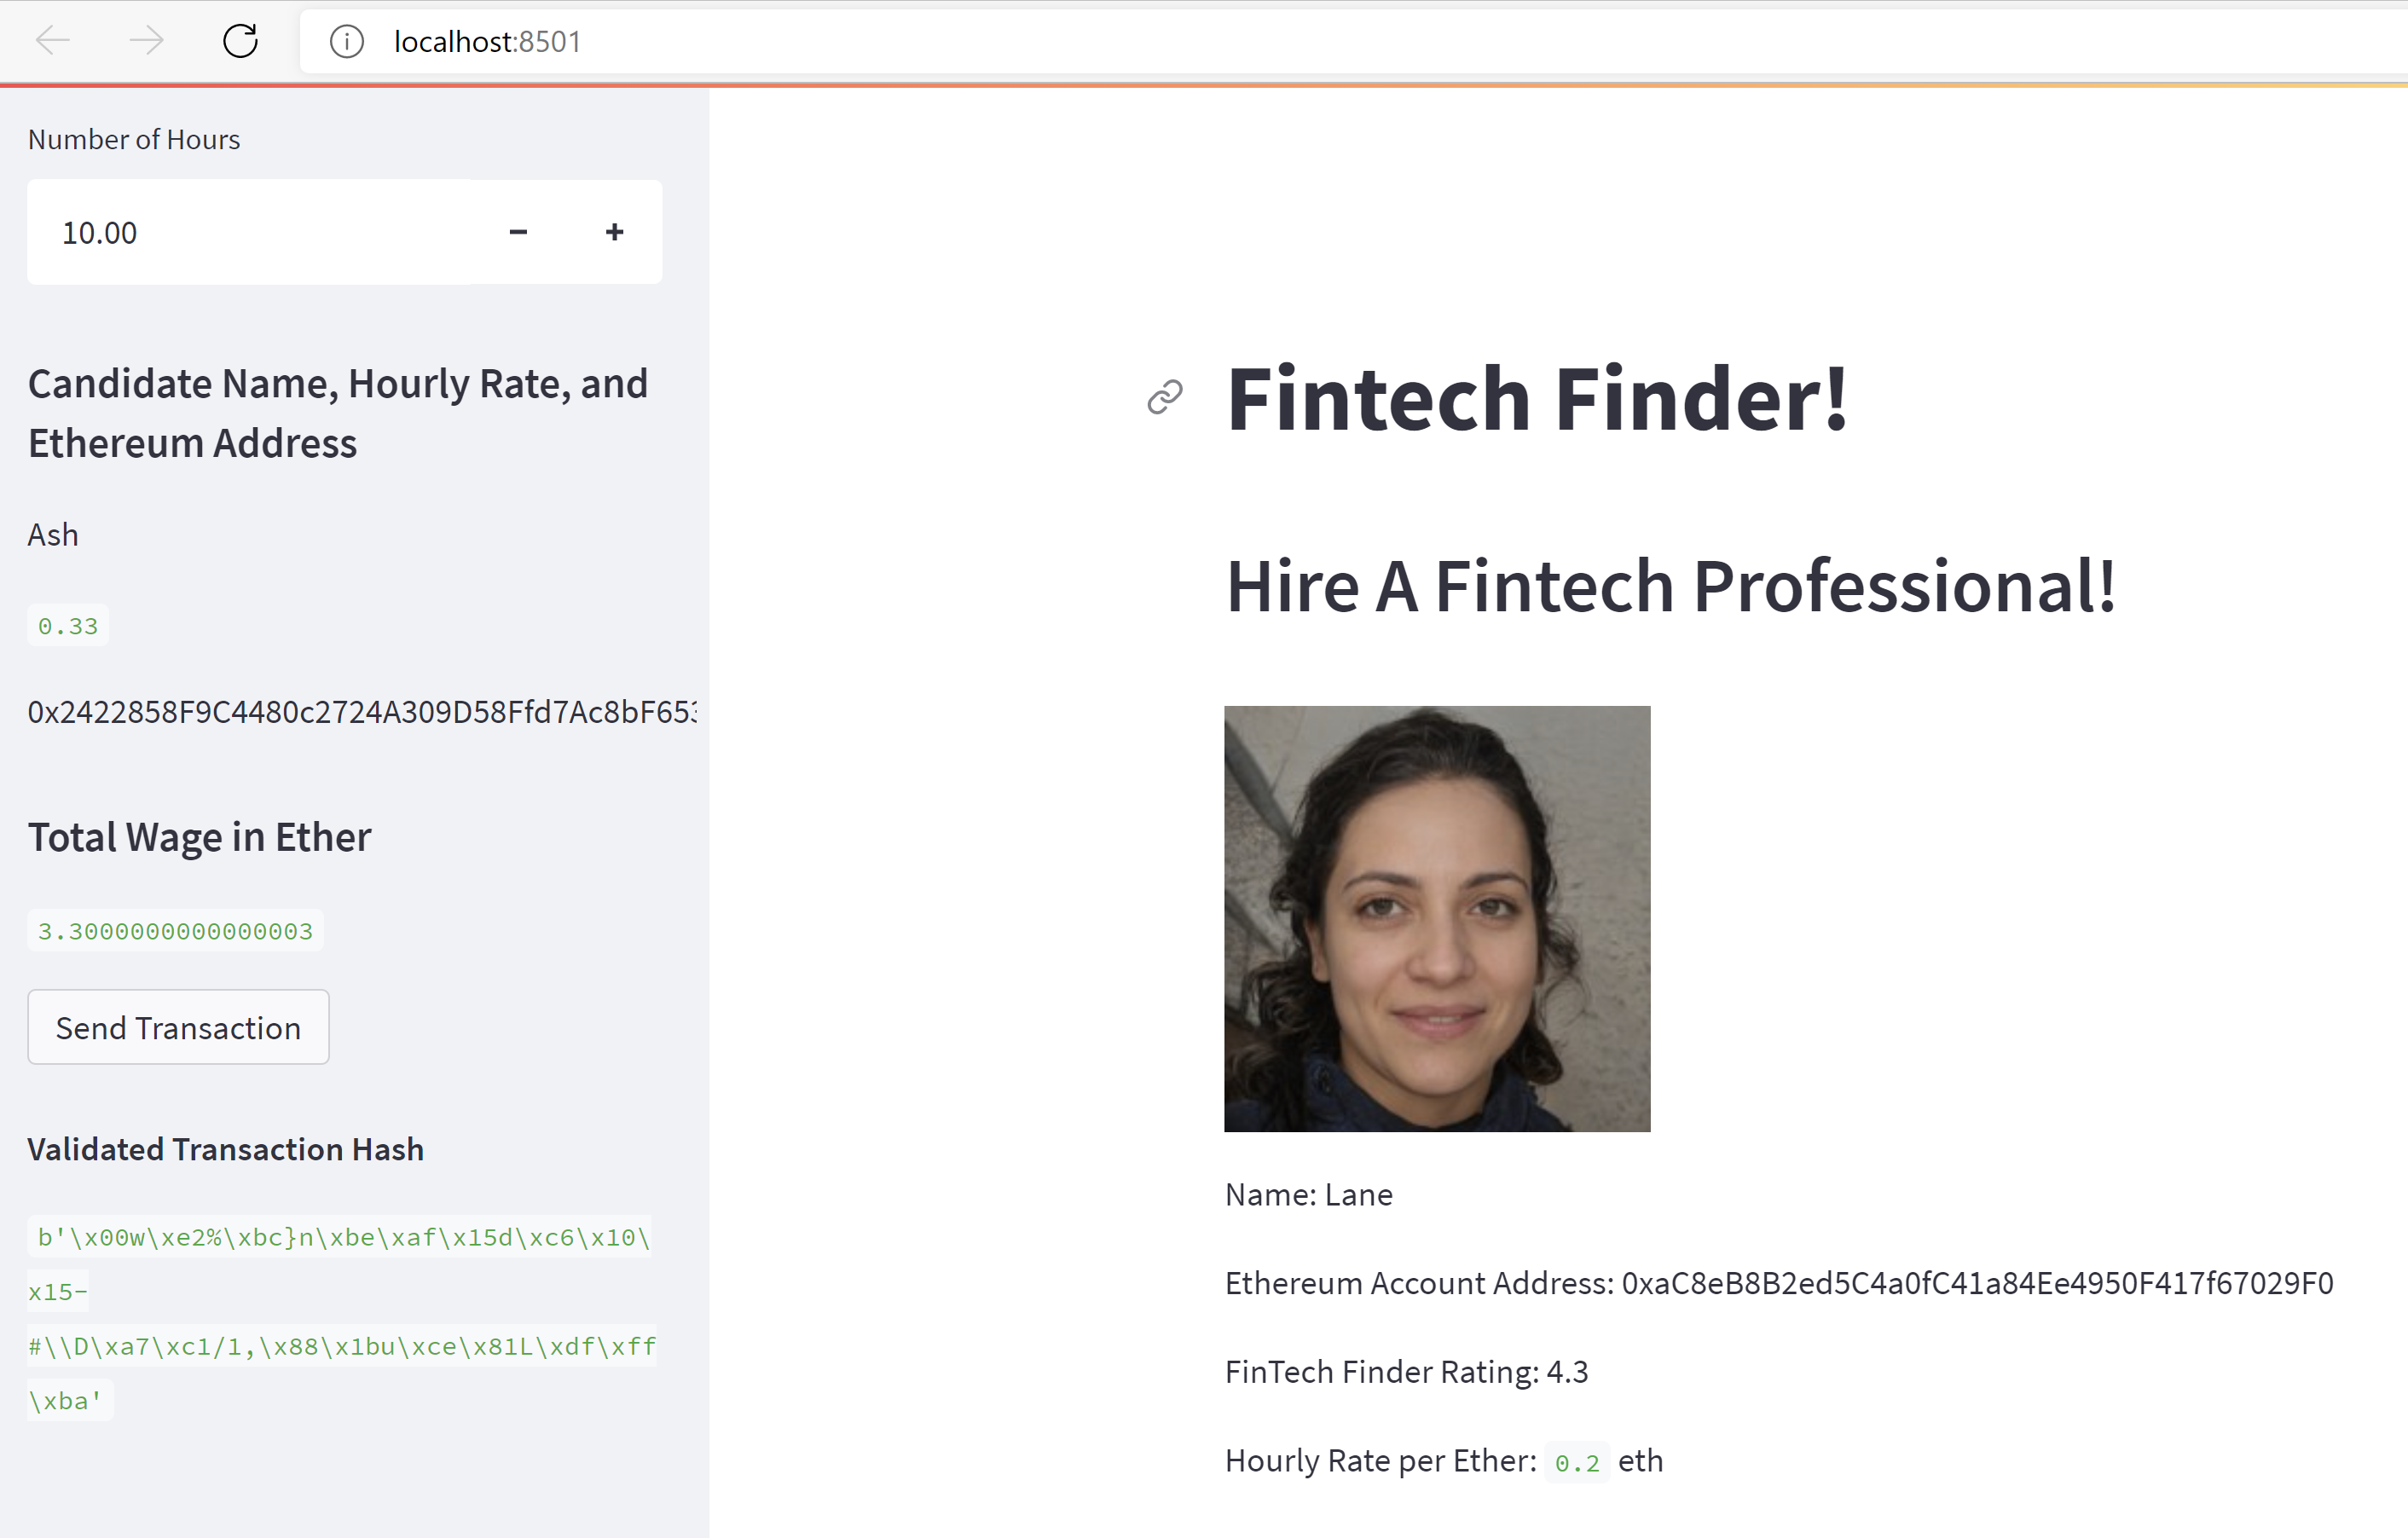 localhost:8501
Number of Hours
10.00
Candidate Name, Hourly Rate, and
Ethereum Address
Ash
0.33
0x2422858F9C4480c2724A309D58Ffd7Ac8bF653
Total Wage in Ether
3.3000000000000003
Send Transaction
Validated Transaction Hash
b'\x00w\xe2%\xbc}n\xbe\xaf\x15d\xc6\x10\
x15-
#\\D\xa7\xc1/1,\x88\x1bu\xce\x81L\xdf\xff
\xba'
Fintech Finder!
Hire A Fintech Professional!
Name: Lane
Ethereum Account Address: 0xaC8eB8B2ed5C4a0fC41a84Ee4950F417f67029F0
FinTech Finder Rating: 4.3
Hourly Rate per Ether: 0.2 eth